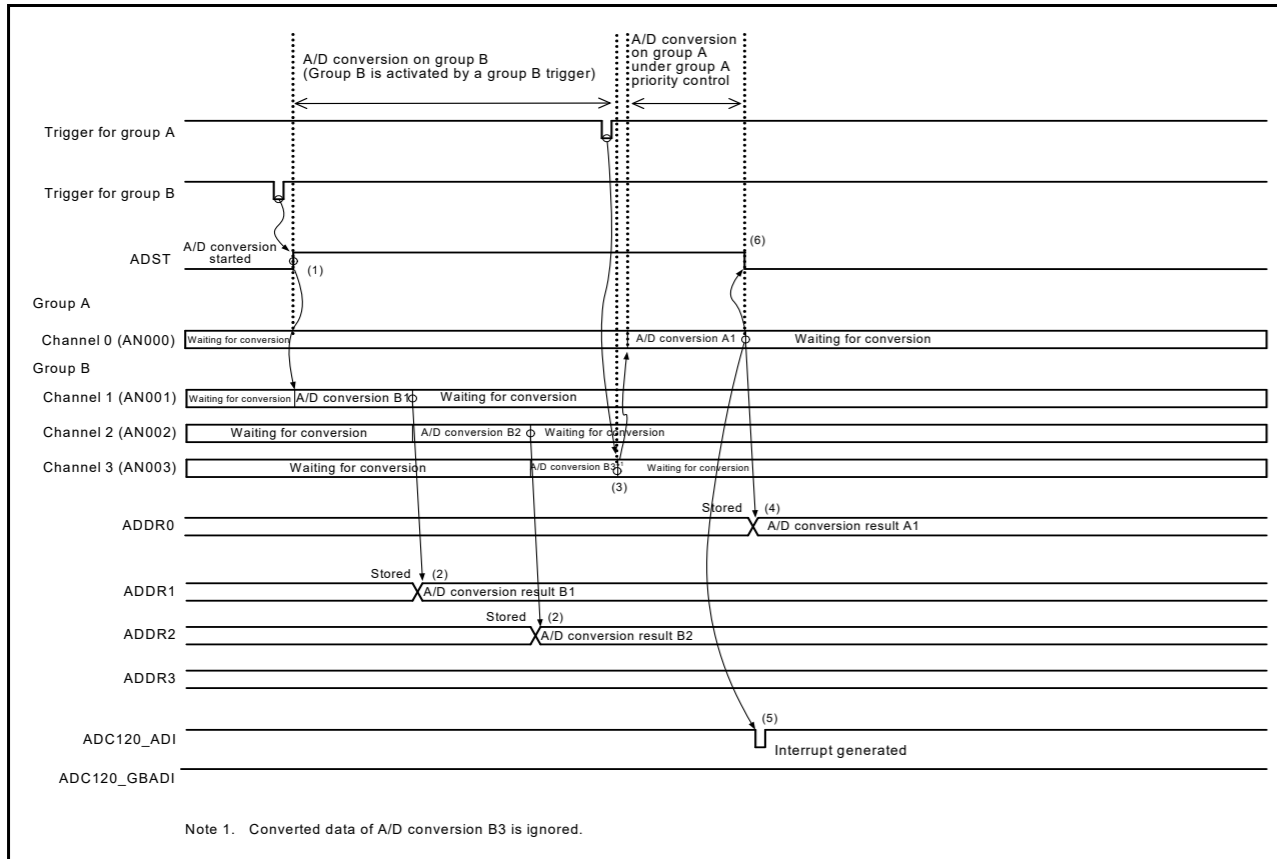 A/D conversion on group B
(Group B is activated by a group B trigger)
A/D conversion
on group A
under group A
priority control
Trigger for group A
Trigger for group B
ADST
A/D conversion
started
(1)
(6)
Group A
Channel 0 (AN000)
Waiting for conversion
A/D conversion A1
Waiting for conversion
Group B
Channel 1 (AN001)
Waiting for conversion
A/D conversion B1
Waiting for conversion
Channel 2 (AN002)
Waiting for conversion
A/D conversion B2
Waiting for conversion
Channel 3 (AN003)
Waiting for conversion
A/D conversion B3*1
Waiting for conversion
(3)
ADDR0
Stored
(4)
A/D conversion result A1
ADDR1
Stored
(2)
A/D conversion result B1
ADDR2
Stored
(2)
A/D conversion result B2
ADDR3
ADC120_ADI
(5)
Interrupt generated
ADC120_GBADI
Note 1. Converted data of A/D conversion B3 is ignored.